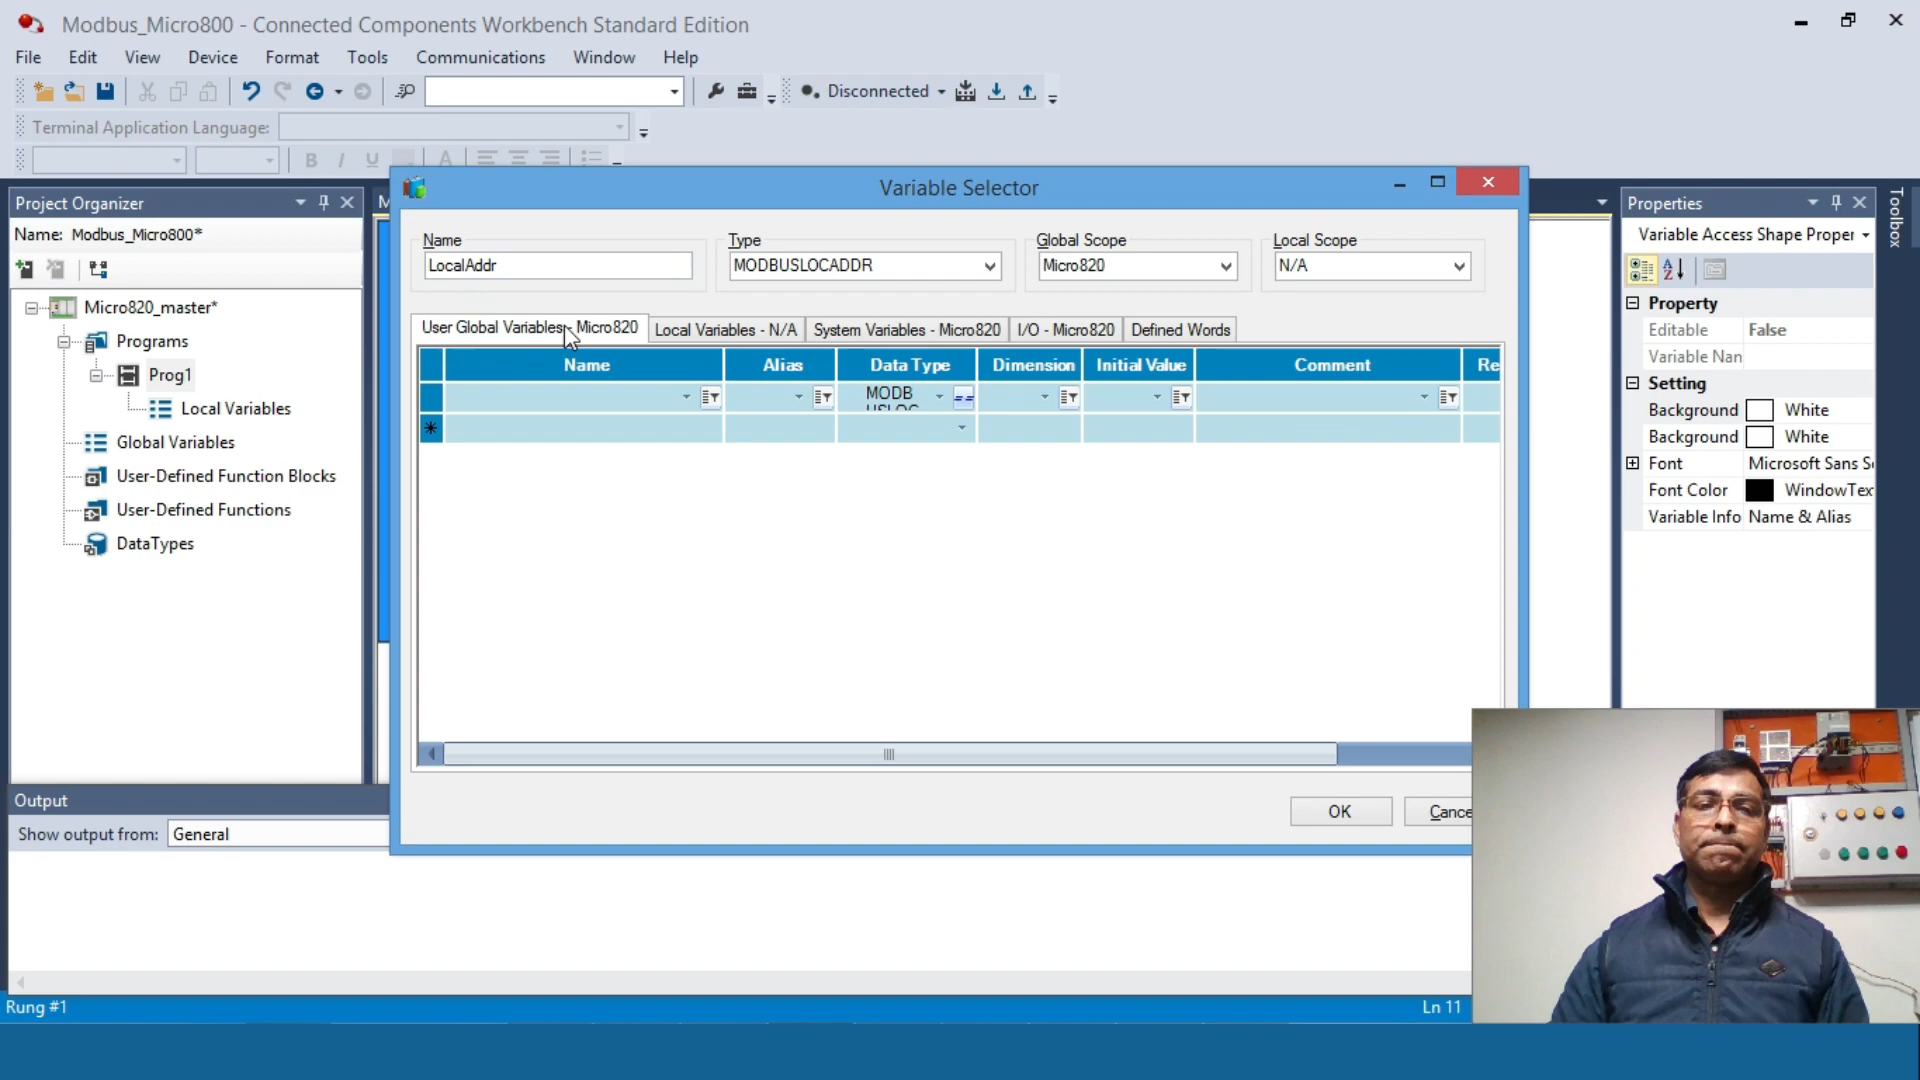 Modbus_Micro800 - Connected Components Workbench Standard Edition
File Edit View Device Format Tools Communications Window Help
Disconnected
Terminal Application Language:
B I U A
Variable Selector
Project Organizer
Name: Modbus_Micro800*
Micro820_master*
Programs
Prog1
Local Variables
Global Variables
User-Defined Function Blocks
User-Defined Functions
DataTypes
M
Name Type Global Scope Local Scope
LocalAddr MODBUSLOCADDR Micro820 N/A
User Global Variables - Micro820 Local Variables - N/A System Variables - Micro820 I/O - Micro820 Defined Words
Name Alias Data Type Dimension Initial Value Comment Re
MODB
USLOC
OK Cance
Properties
Toolbox
Variable Access Shape Proper
Property
Editable False
Variable Nan
Setting
Background White
Background White
Font Microsoft Sans S
Font Color WindowTex
Variable Info Name & Alias
Output
Show output from: General
Rung #1 Ln 11